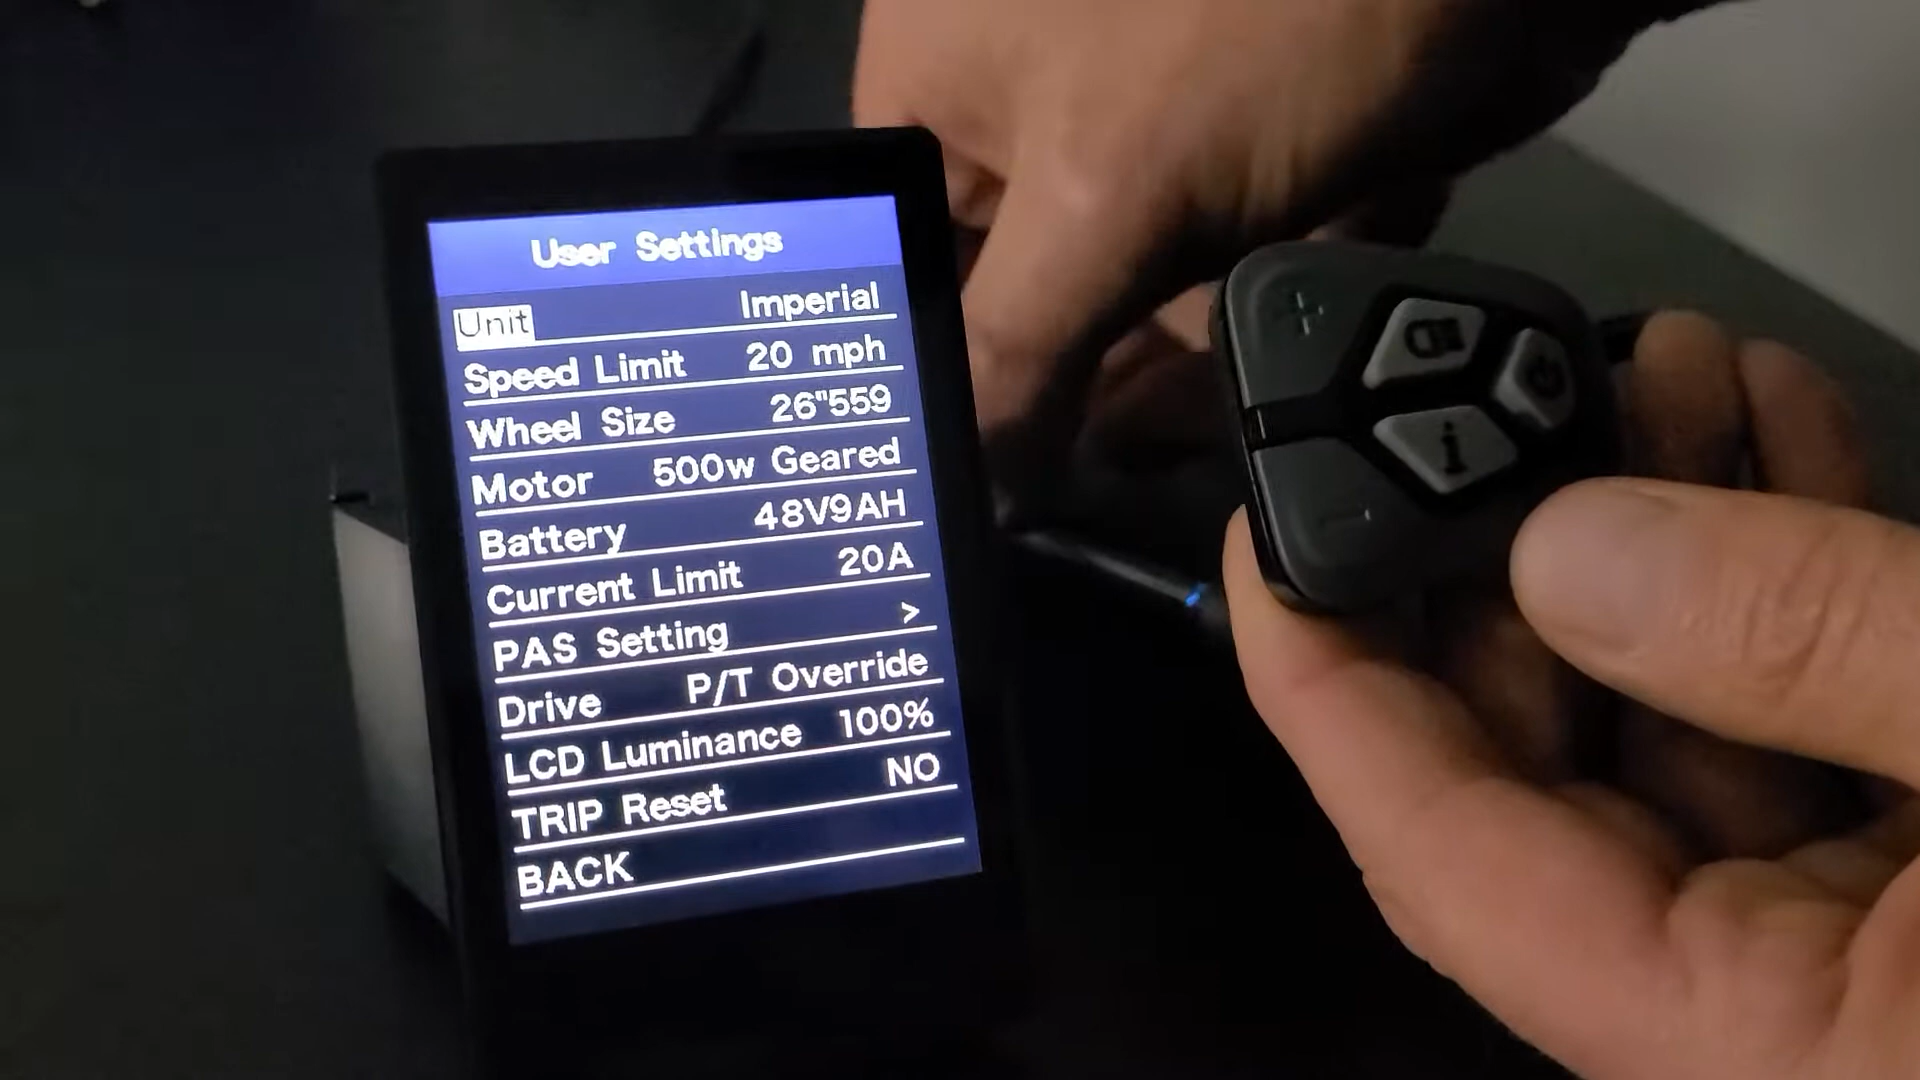 User Settings
Unit Imperial
Speed Limit 20 mph
Wheel Size 26"559
Motor 500w Geared
Battery 48V9AH
Current Limit 20A
PAS Setting >
Drive P/T Override
LCD Luminance 100%
TRIP Reset NO
BACK
+
i
-